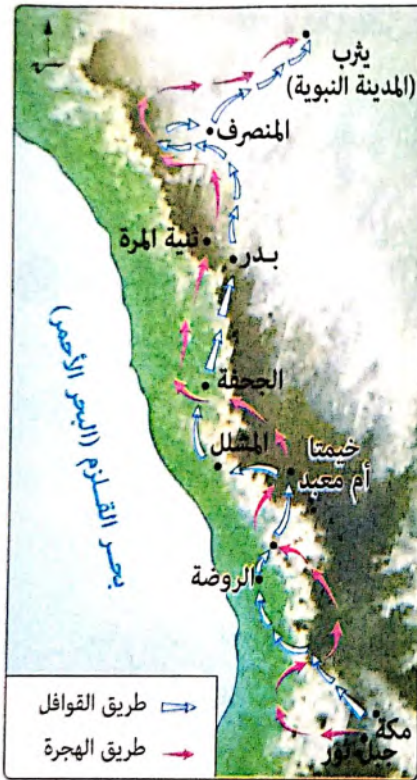 يثرب
(المدينة النبوية)
المنصرف
ثنية المرة
بدر
الجحفة
المشلل
خيمتا
أم معبد
الروضة
بحر القلزم (البحر الأحمر)
مكة
جبل ثور
طريق القوافل
طريق الهجرة